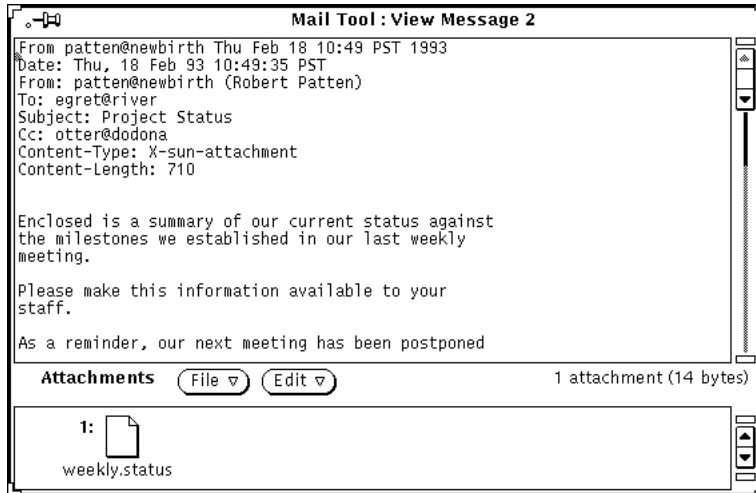 Mail Tool : View Message 2
From patten@newbirth Thu Feb 18 10:49 PST 1993
Date: Thu, 18 Feb 93 10:49:35 PST
From: patten@newbirth (Robert Patten)
To: egret@river
Subject: Project Status
Cc: otter@dodona
Content-Type: X-sun-attachment
Content-Length: 710
Enclosed is a summary of our current status against
the milestones we established in our last weekly
meeting.
Please make this information available to your
staff.
As a reminder, our next meeting has been postponed
Attachments File Edit 1 attachment (14 bytes)
1:
weekly.status